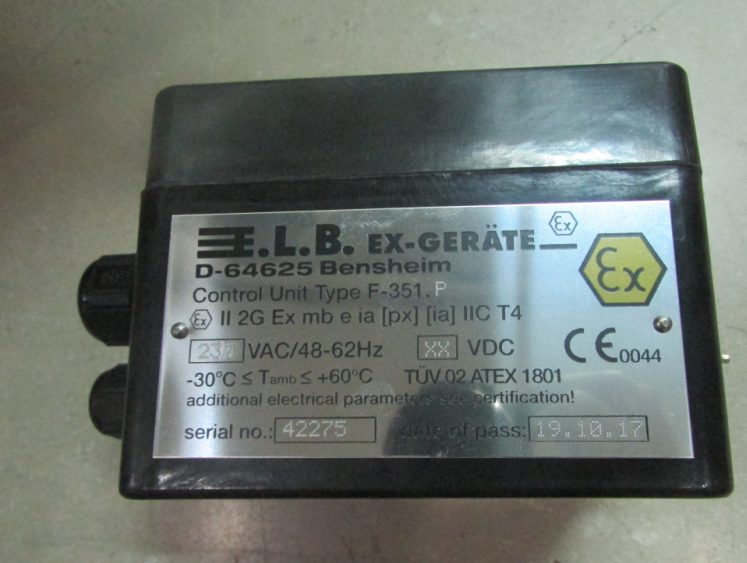 E.L.B. EX-GERÄTE Ex
D-64625 Bensheim
Control Unit Type F-351.P
Ex II 2G Ex mb e ia [px] [ia] IIC T4
Ex
230 VAC/48-62Hz XX VDC CE 0044
-30°C ≤ Tamb ≤ +60°C TÜV 02 ATEX 1801
additional electrical parameters see certification!
serial no.: 42275 date of pass: 19.10.17